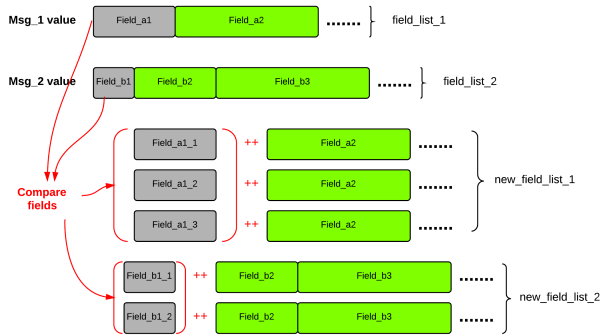 Msg_1 value Field_a1 Field_a2 ....... field_list_1
Msg_2 value Field_b1 Field_b2 Field_b3 ....... field_list_2
Field_a1_1 ++ Field_a2 .......
Field_a1_2 ++ Field_a2 ....... new_field_list_1
Field_a1_3 ++ Field_a2 .......
Compare
fields
Field_b1_1 ++ Field_b2 Field_b3 .......
new_field_list_2
Field_b1_2 ++ Field_b2 Field_b3 .......